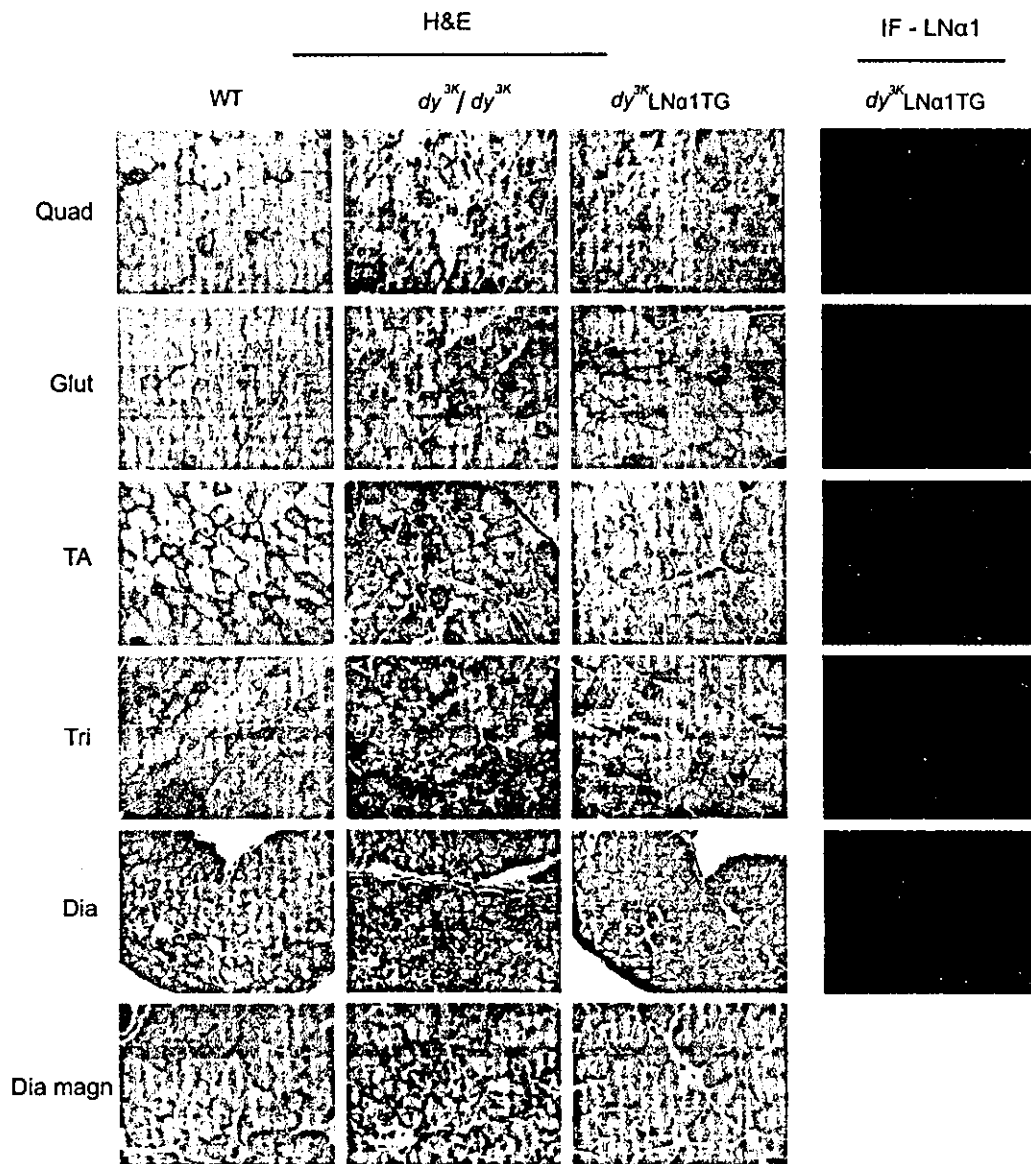 H&E
IF - LNα1
WT
dy³ᴷ/ dy³ᴷ
dy³ᴷLNα1TG
dy³ᴷLNα1TG
Quad
Glut
TA
Tri
Dia
Dia magn